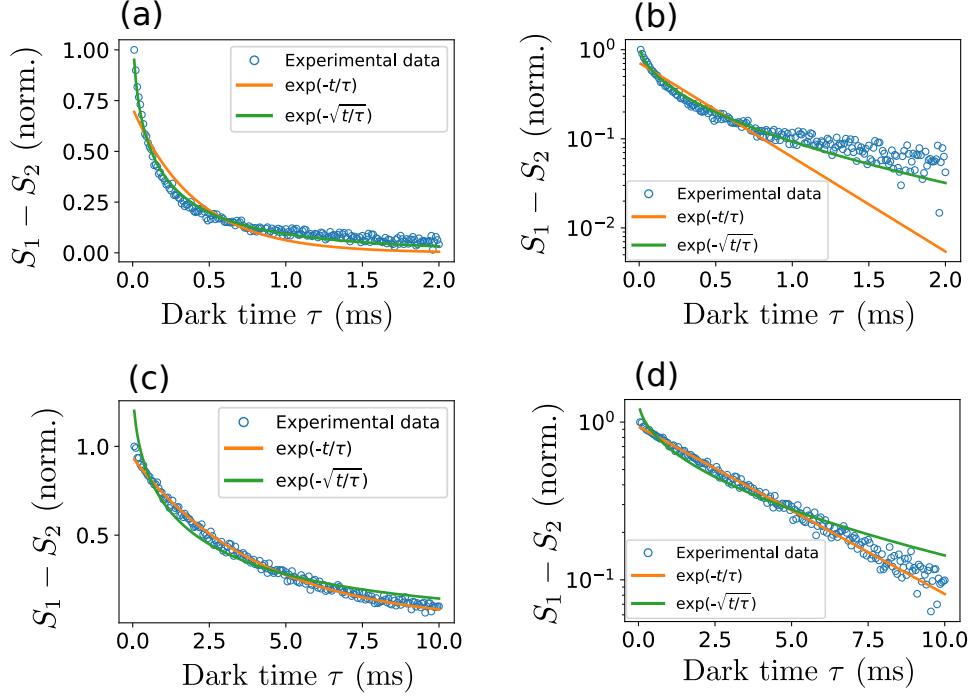 (a)
S₁ − S₂ (norm.)
1.00
0.75
0.50
0.25
0.00
Experimental data
exp(-t/τ)
exp(-√t/τ)
0.0 0.5 1.0 1.5 2.0
Dark time τ (ms)
(b)
S₁ − S₂ (norm.)
10⁰
10⁻¹
10⁻²
Experimental data
exp(-t/τ)
exp(-√t/τ)
0.0 0.5 1.0 1.5 2.0
Dark time τ (ms)
(c)
S₁ − S₂ (norm.)
1.0
0.5
Experimental data
exp(-t/τ)
exp(-√t/τ)
0.0 2.5 5.0 7.5 10.0
Dark time τ (ms)
(d)
S₁ − S₂ (norm.)
10⁰
10⁻¹
Experimental data
exp(-t/τ)
exp(-√t/τ)
0.0 2.5 5.0 7.5 10.0
Dark time τ (ms)